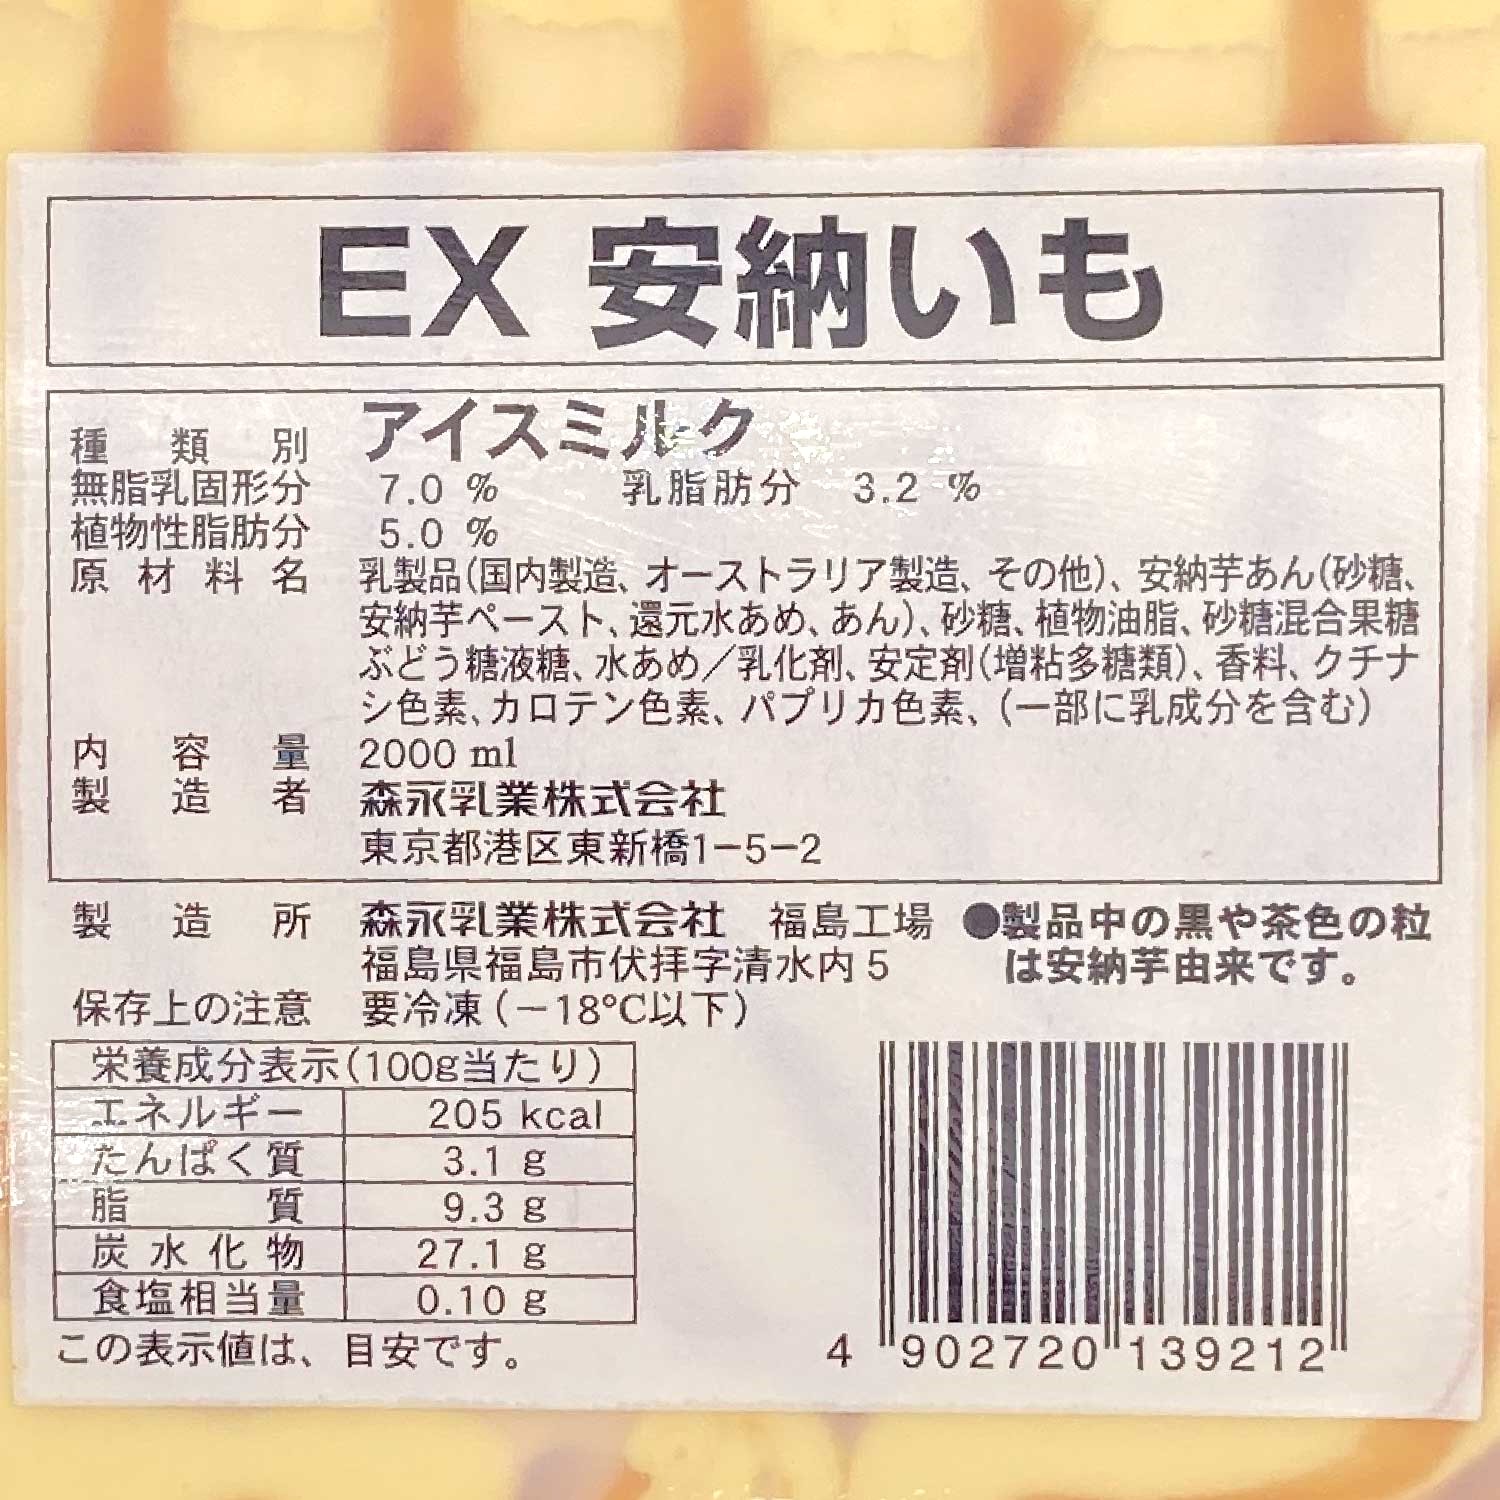 EX 安納いも
種類別 アイスミルク
無脂乳固形分 7.0 % 乳脂肪分 3.2 %
植物性脂肪分 5.0 %
原材料名 乳製品(国内製造、オーストラリア製造、その他)、安納芋あん(砂糖、
安納芋ペースト、還元水あめ、あん)、砂糖、植物油脂、砂糖混合果糖
ぶどう糖液糖、水あめ／乳化剤、安定剤(増粘多糖類)、香料、クチナ
シ色素、カロテン色素、パプリカ色素、(一部に乳成分を含む)
内容量 2000 ml
製造者 森永乳業株式会社
東京都港区東新橋1−5−2
製造所 森永乳業株式会社 福島工場
福島県福島市伏拝字清水内5
●製品中の黒や茶色の粒
は安納芋由来です。
保存上の注意 要冷凍(−18℃以下)
栄養成分表示(100g当たり)
エネルギー 205 kcal
たんぱく質 3.1 g
脂質 9.3 g
炭水化物 27.1 g
食塩相当量 0.10 g
この表示値は、目安です。
4 902720 139212